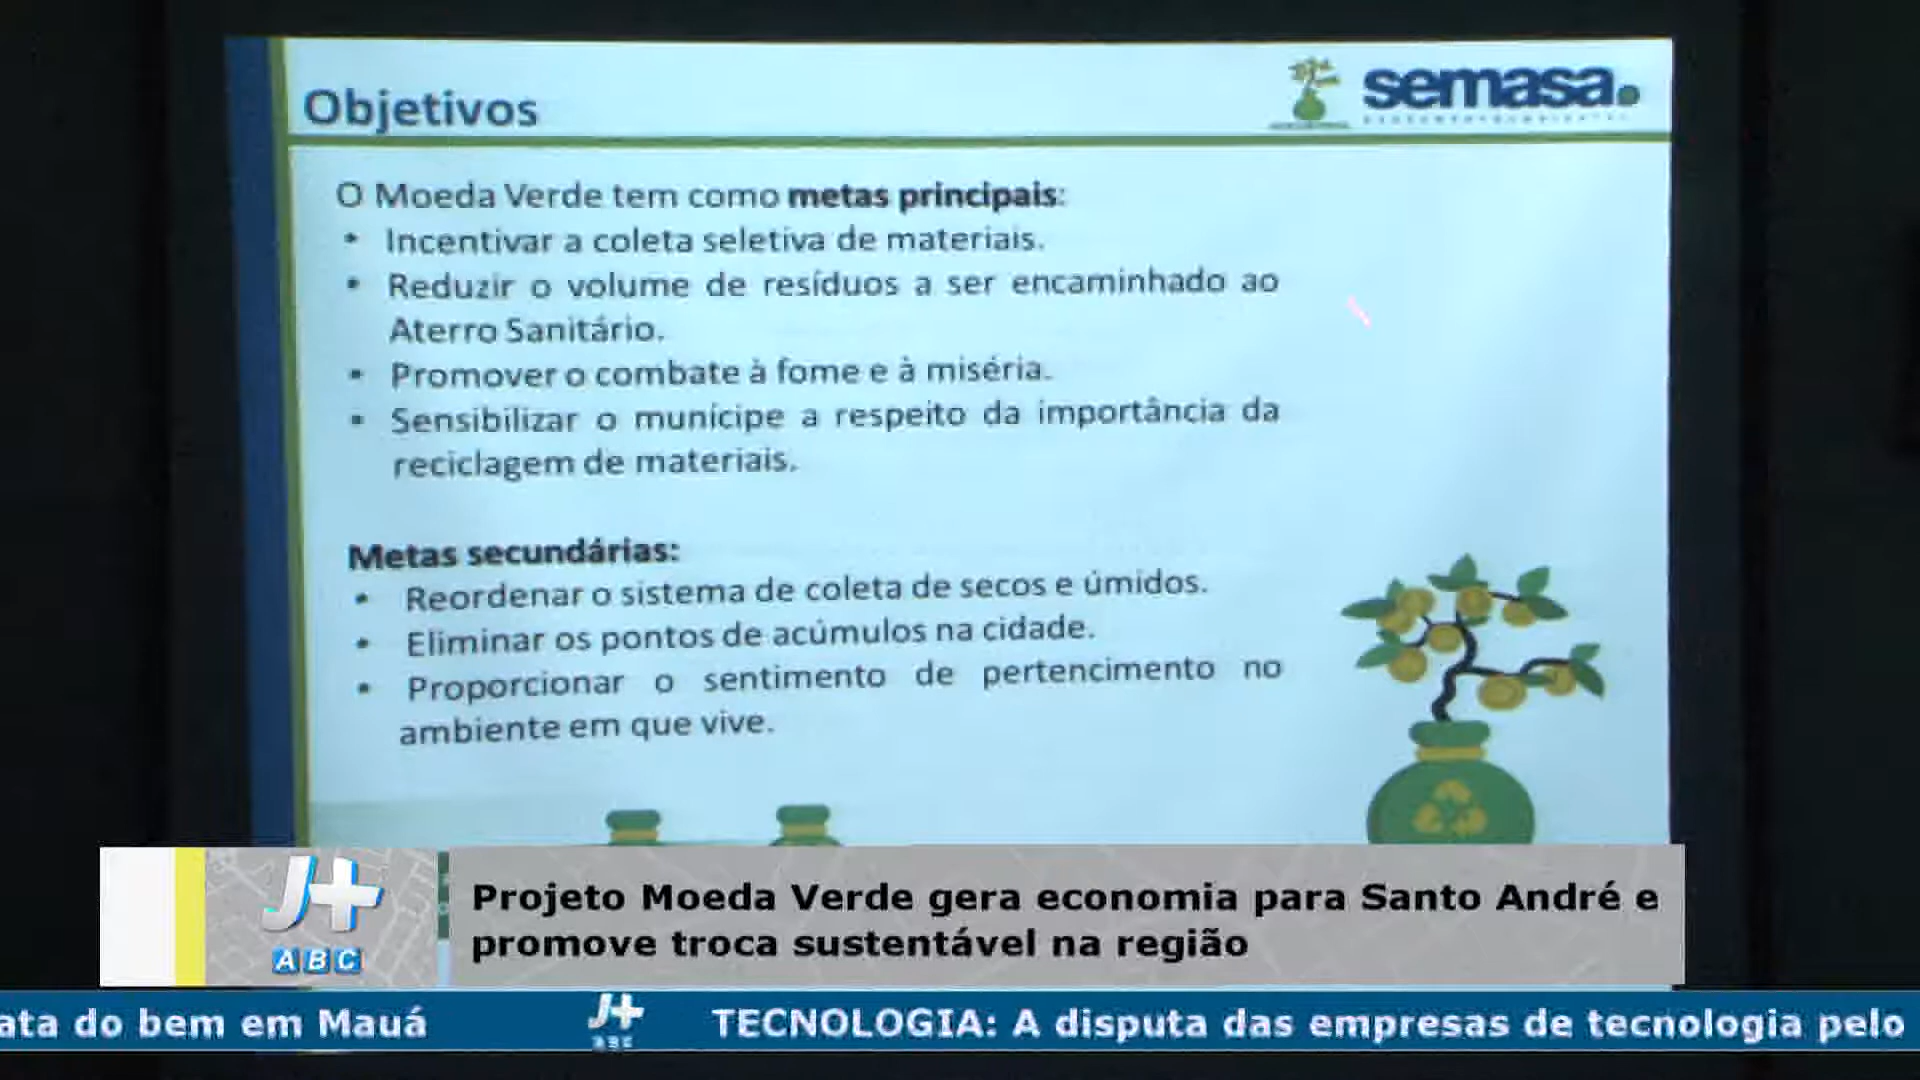 Objetivos
semasa.
O Moeda Verde tem como metas principais:
• Incentivar a coleta seletiva de materiais.
• Reduzir o volume de resíduos a ser encaminhado ao
Aterro Sanitário.
• Promover o combate à fome e à miséria.
• Sensibilizar o munícipe a respeito da importância da
reciclagem de materiais.
Metas secundárias:
• Reordenar o sistema de coleta de secos e úmidos.
• Eliminar os pontos de acúmulos na cidade.
• Proporcionar o sentimento de pertencimento no
ambiente em que vive.
J+
ABC
Projeto Moeda Verde gera economia para Santo André e
promove troca sustentável na região
ata do bem em Mauá
J+
ABC
TECNOLOGIA: A disputa das empresas de tecnologia pelo